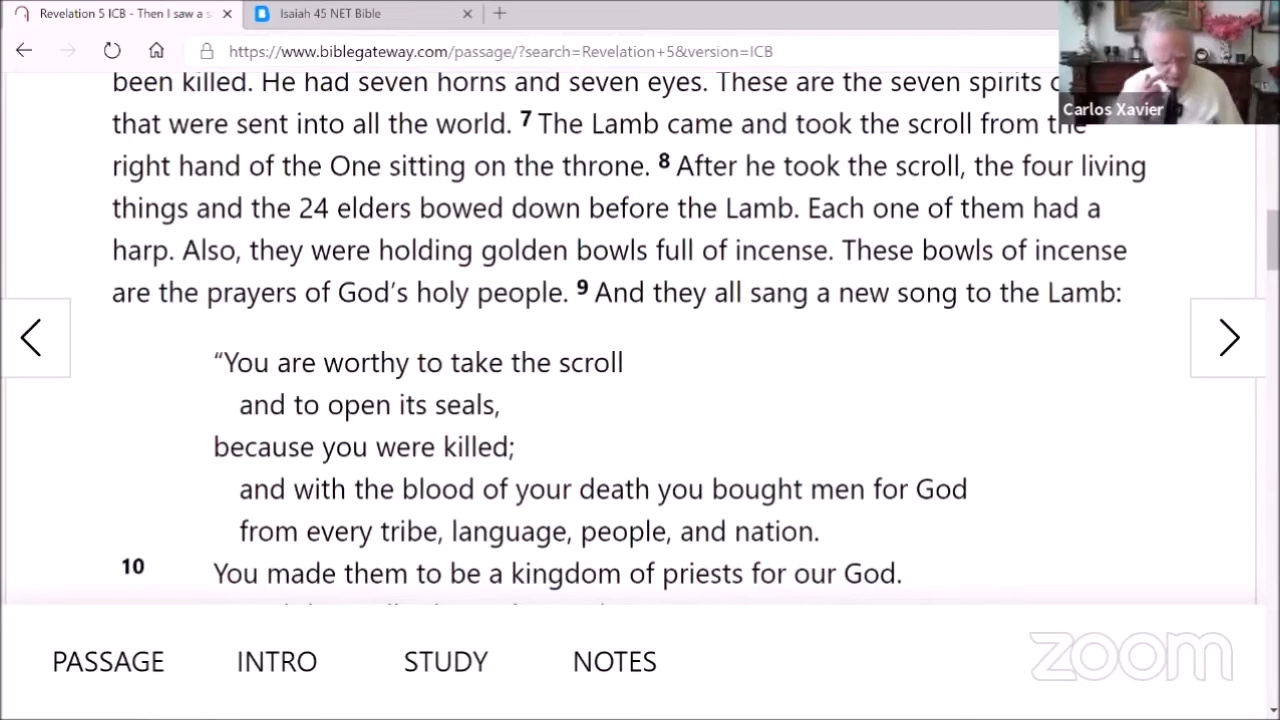 Revelation 5 ICB - Then I saw a s
Isaiah 45 NET Bible
https://www.biblegateway.com/passage/?search=Revelation+5&version=ICB
Carlos Xavier
been killed. He had seven horns and seven eyes. These are the seven spirits
that were sent into all the world. 7 The Lamb came and took the scroll from the
right hand of the One sitting on the throne. 8 After he took the scroll, the four living
things and the 24 elders bowed down before the Lamb. Each one of them had a
harp. Also, they were holding golden bowls full of incense. These bowls of incense
are the prayers of God’s holy people. 9 And they all sang a new song to the Lamb:
“You are worthy to take the scroll
and to open its seals,
because you were killed;
and with the blood of your death you bought men for God
from every tribe, language, people, and nation.
10 You made them to be a kingdom of priests for our God.
PASSAGE INTRO STUDY NOTES
zoom